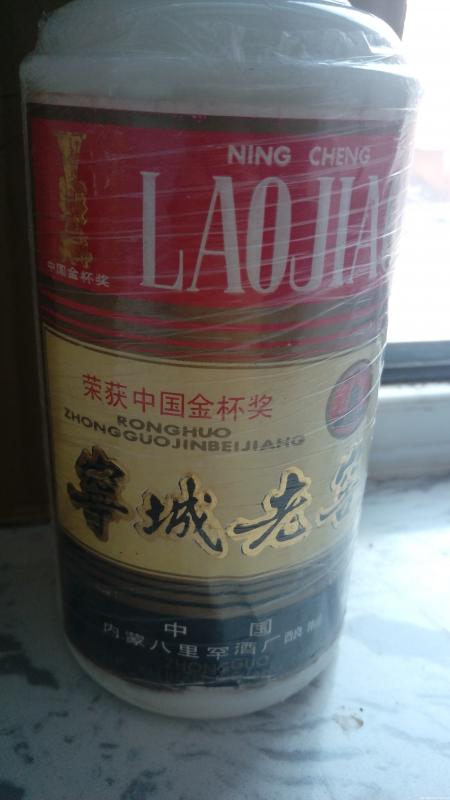 NING CHENG
LAOJIA
中国金杯奖
荣获中国金杯奖
RONGHUO
ZHONGGUOJINBEIJIANG
寧城老窖
中国
内蒙八里罕酒厂酿制
ZHONGGUO